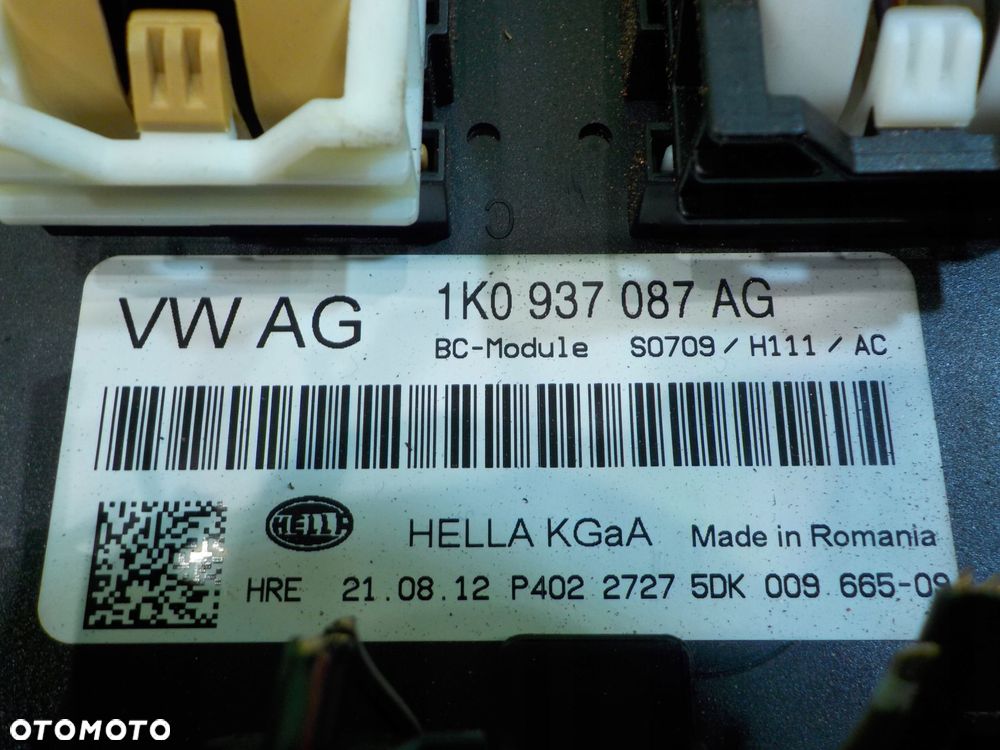 VW AG
1K0 937 087 AG
BC-Module S0709 / H111 / AC
HELLA
HELLA KGaA Made in Romania
HRE 21.08.12 P402 2727 5DK 009 665-09
OTOMOTO